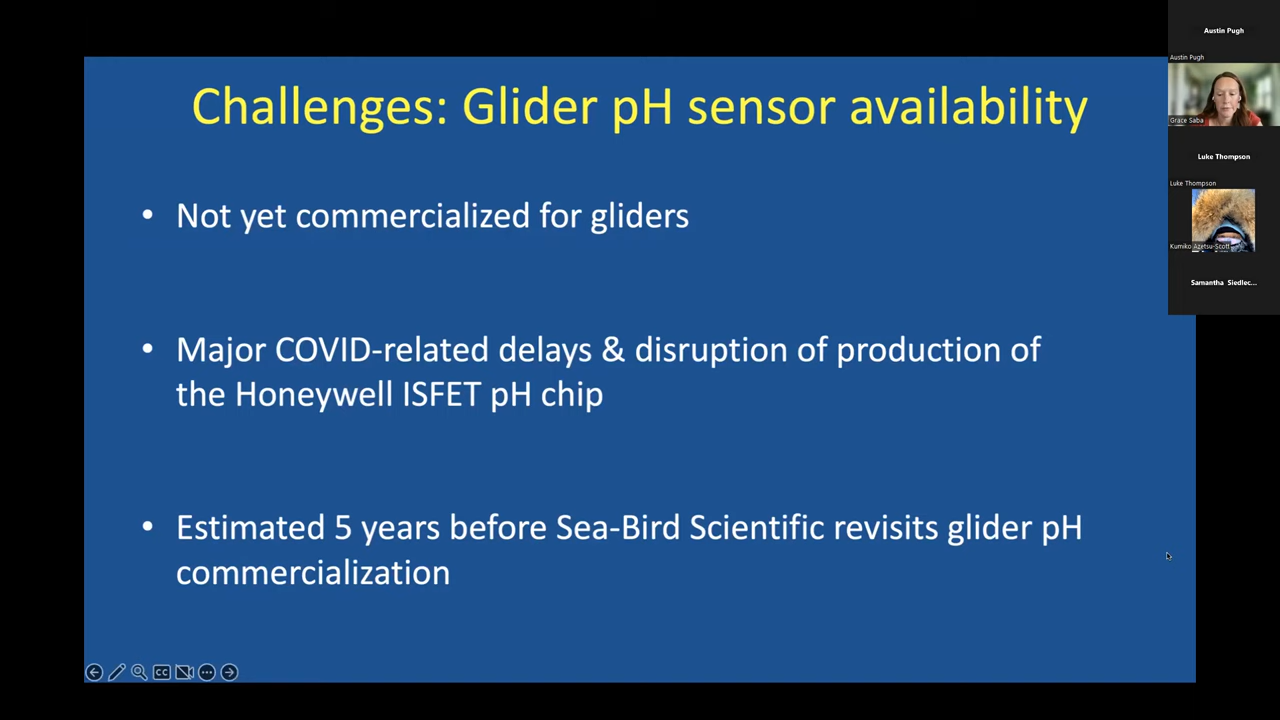 Challenges: Glider pH sensor availability
• Not yet commercialized for gliders
• Major COVID-related delays & disruption of production of
the Honeywell ISFET pH chip
• Estimated 5 years before Sea-Bird Scientific revisits glider pH
commercialization
CC
Austin Pugh
Austin Pugh
Grace Saba
Luke Thompson
Luke Thompson
Kumiko Azetsu-Scott
Samantha Siedlec...